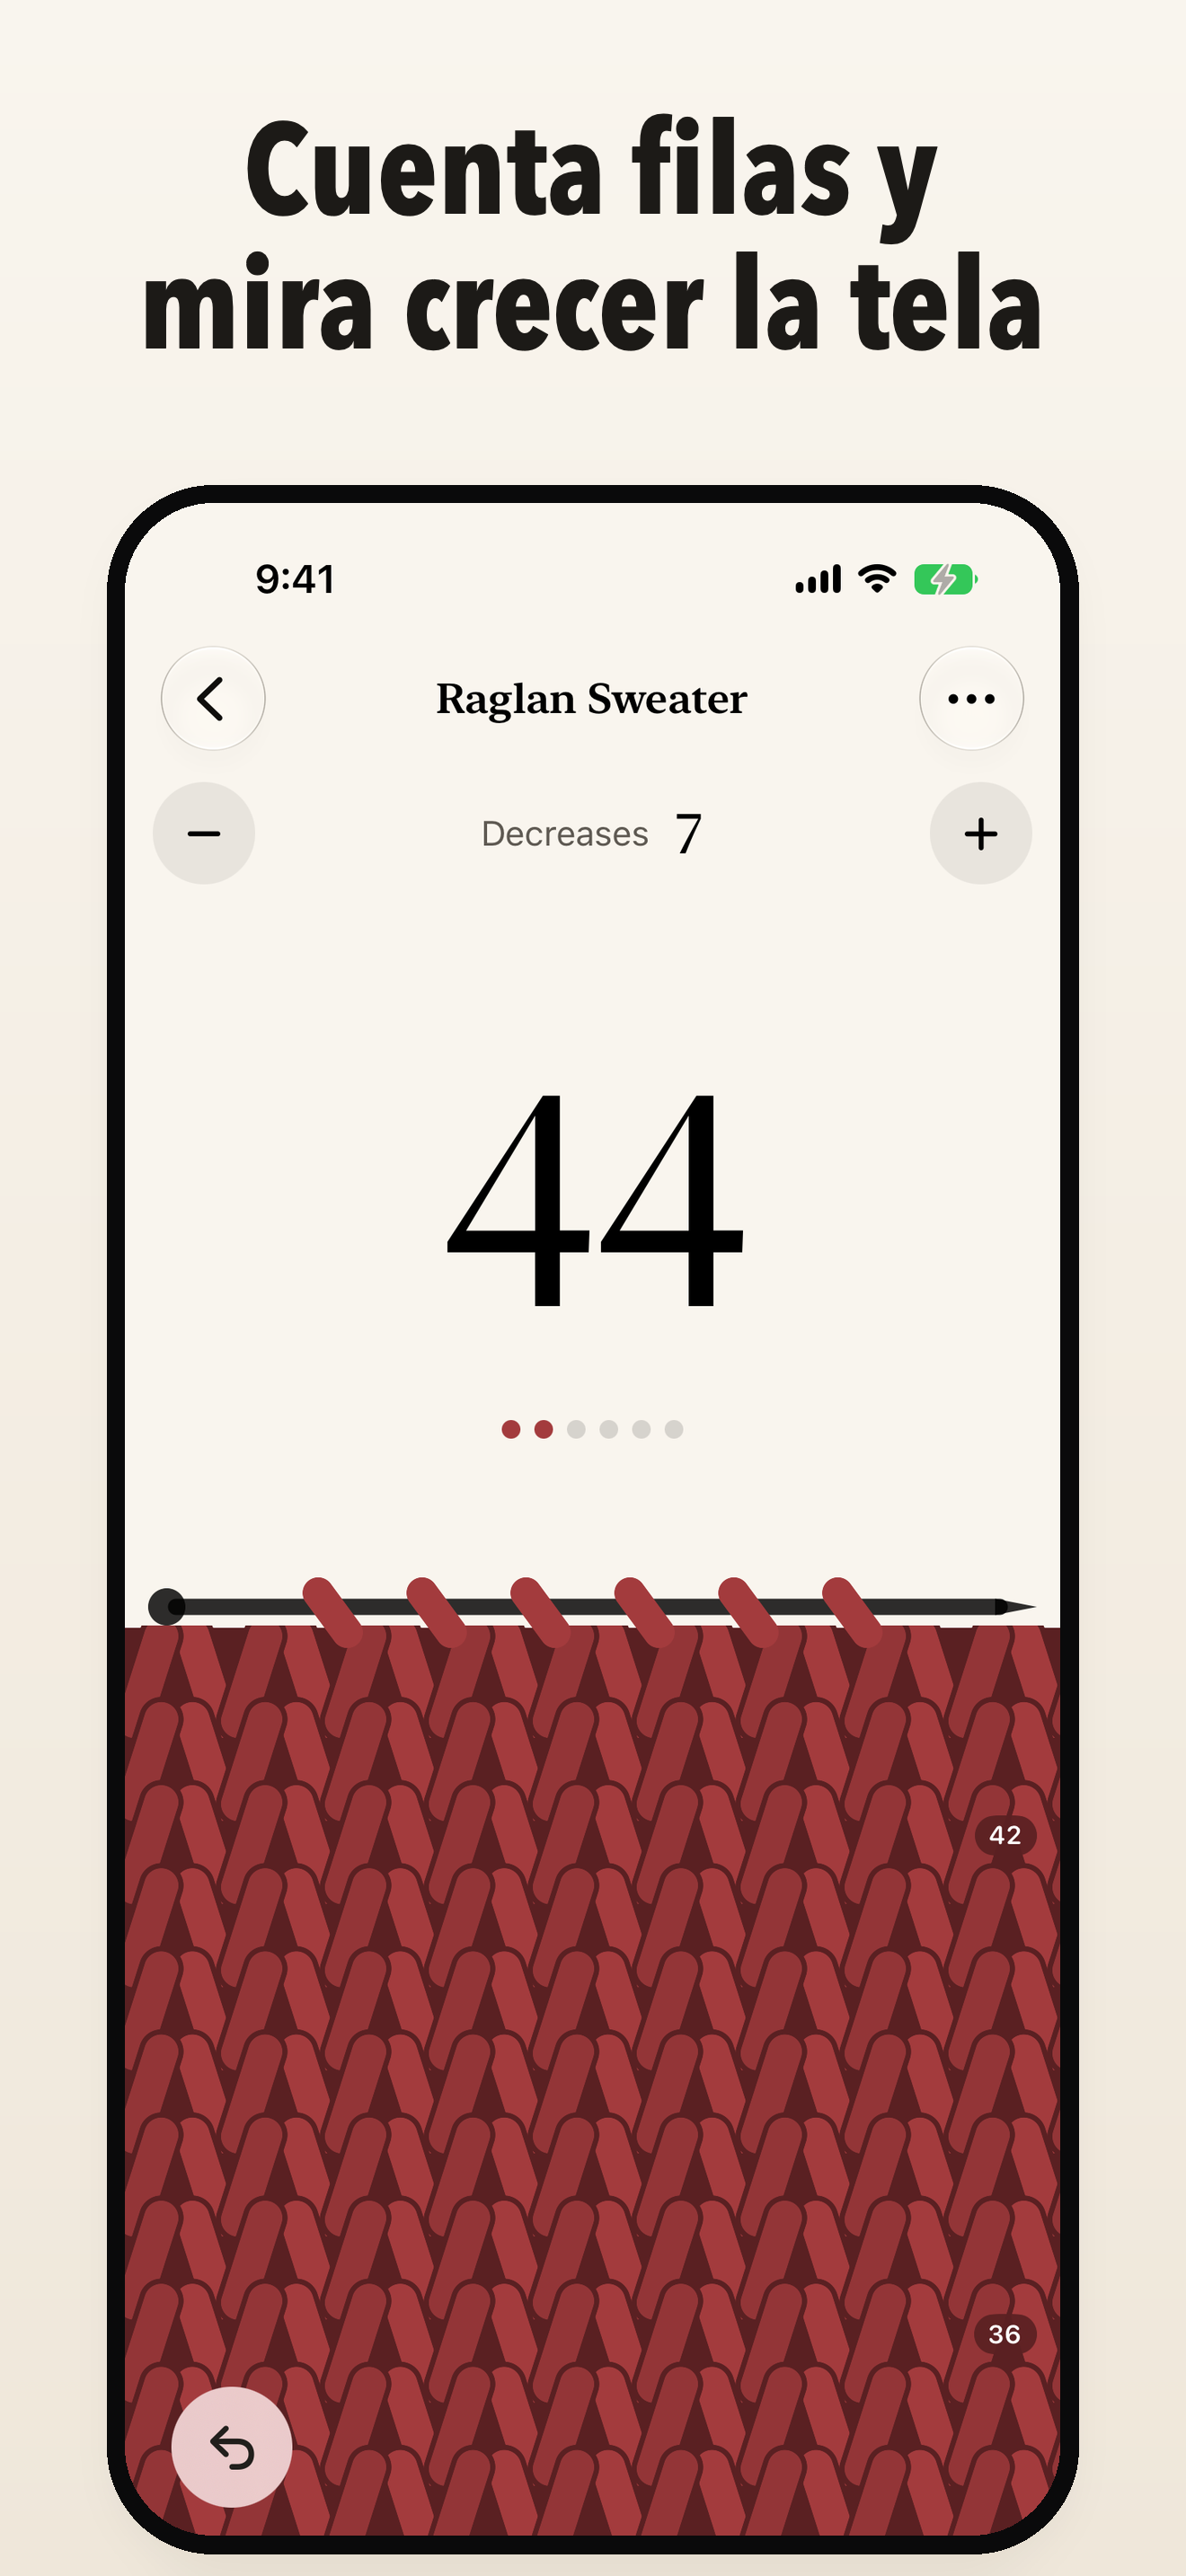 Cuenta filas y
mira crecer la tela
9:41
Raglan Sweater
Decreases 7
44
42
36